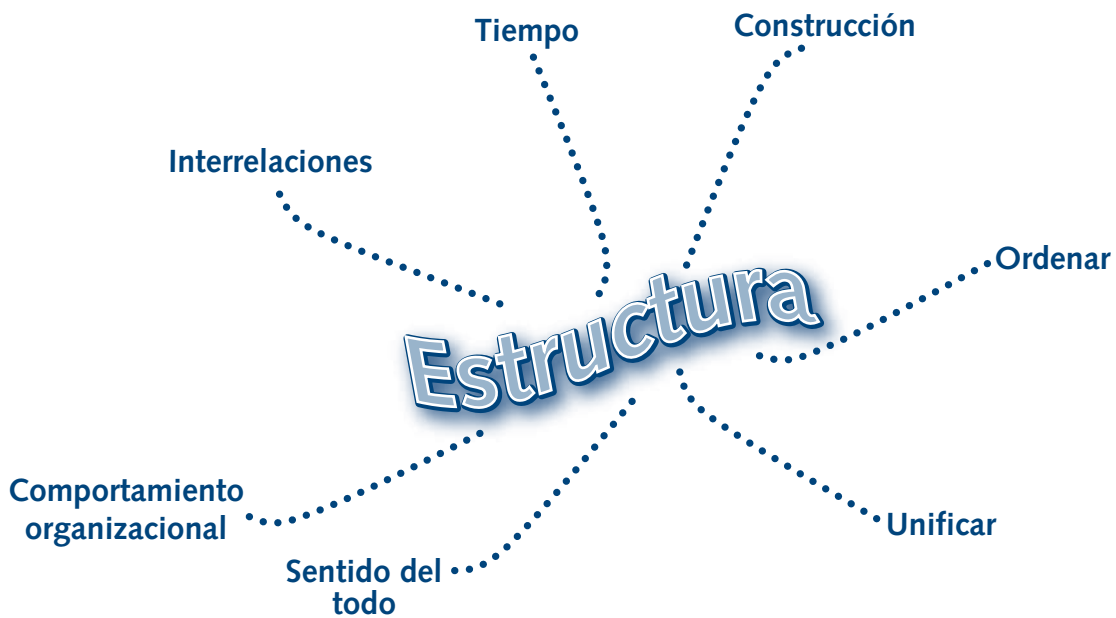 Tiempo
Construcción
Interrelaciones
Ordenar
Estructura
Comportamiento
organizacional
Unificar
Sentido del
todo